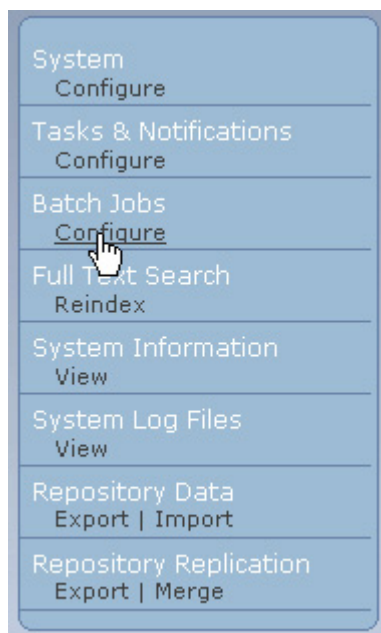 System
Configure
Tasks & Notifications
Configure
Batch Jobs
Configure
Full Text Search
Reindex
System Information
View
System Log Files
View
Repository Data
Export | Import
Repository Replication
Export | Merge